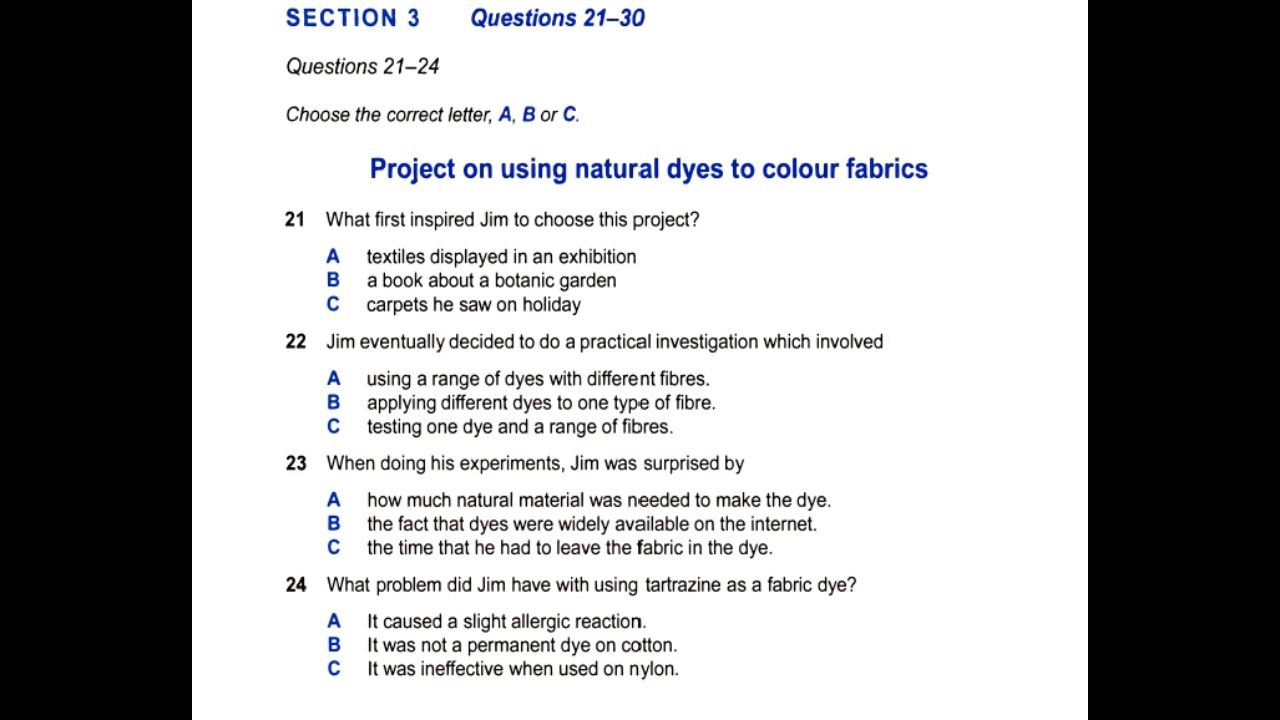 SECTION 3 Questions 21–30
Questions 21–24
Choose the correct letter, A, B or C.
Project on using natural dyes to colour fabrics
21 What first inspired Jim to choose this project?
A textiles displayed in an exhibition
B a book about a botanic garden
C carpets he saw on holiday
22 Jim eventually decided to do a practical investigation which involved
A using a range of dyes with different fibres.
B applying different dyes to one type of fibre.
C testing one dye and a range of fibres.
23 When doing his experiments, Jim was surprised by
A how much natural material was needed to make the dye.
B the fact that dyes were widely available on the internet.
C the time that he had to leave the fabric in the dye.
24 What problem did Jim have with using tartrazine as a fabric dye?
A It caused a slight allergic reaction.
B It was not a permanent dye on cotton.
C It was ineffective when used on nylon.